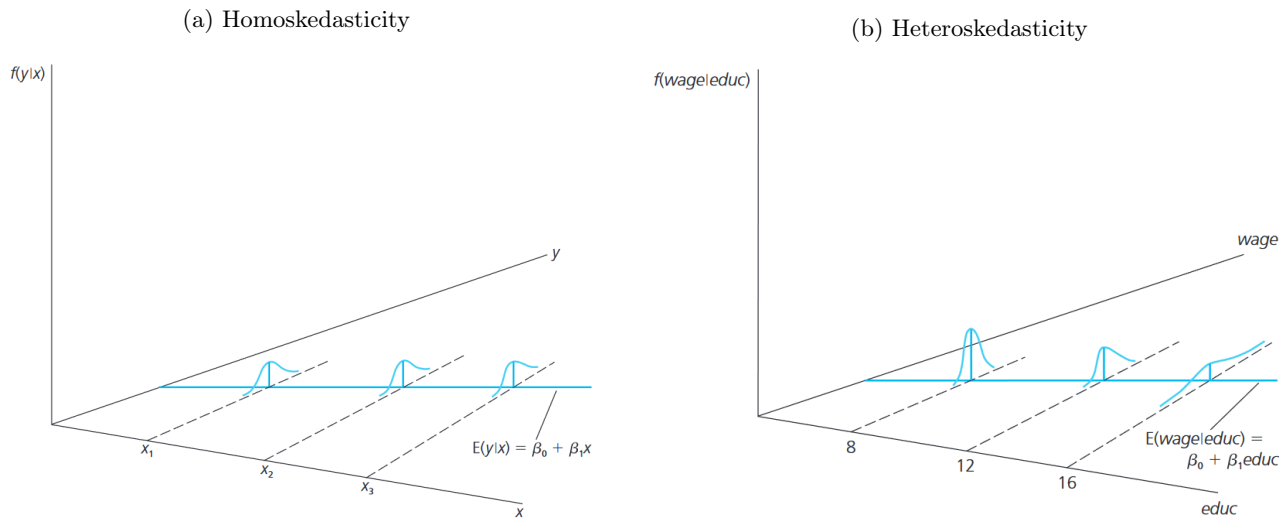 (a) Homoskedasticity
f(y|x)
y
x₁
x₂
x₃
E(y|x) = β₀ + β₁x
x
(b) Heteroskedasticity
f(wage|educ)
wage
8
12
16
E(wage|educ) =
β₀ + β₁educ
educ